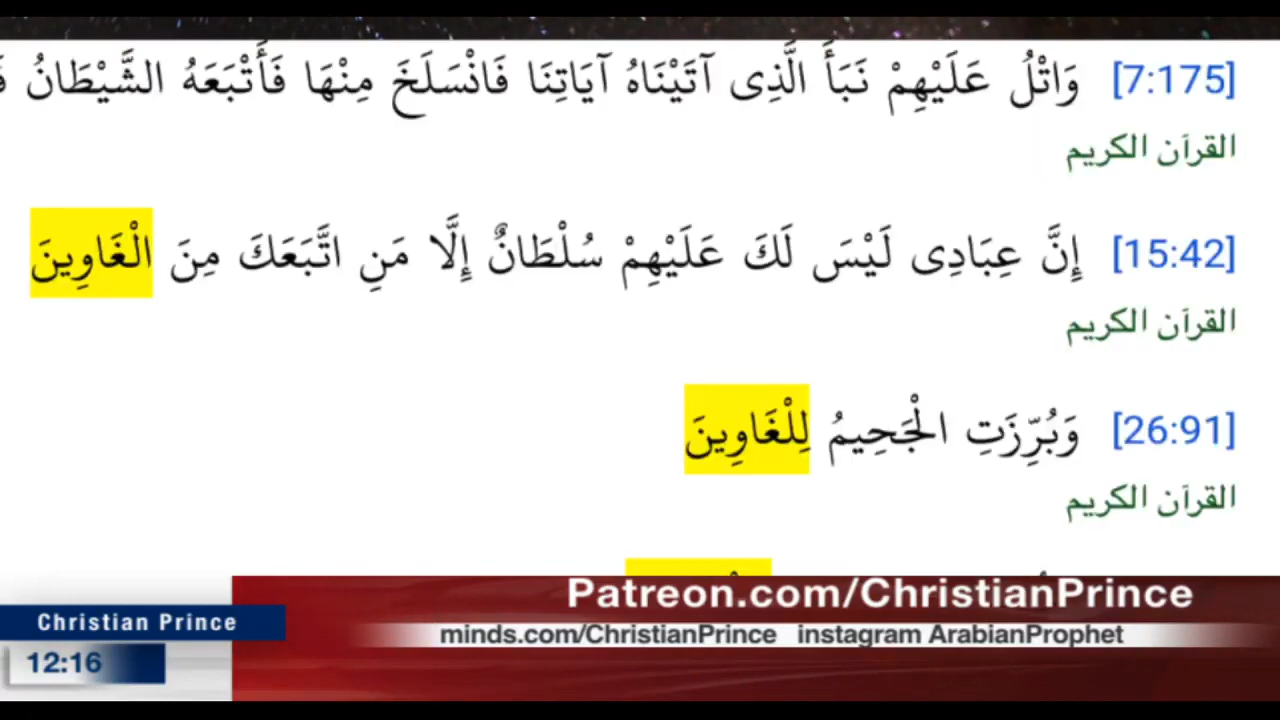 [7:175] وَاتْلُ عَلَيْهِمْ نَبَأَ الَّذِى آتَيْنَاهُ آيَاتِنَا فَانْسَلَخَ مِنْهَا فَأَتْبَعَهُ الشَّيْطَانُ
القرآن الكريم
[15:42] إِنَّ عِبَادِى لَيْسَ لَكَ عَلَيْهِمْ سُلْطَانٌ إِلَّا مَنِ اتَّبَعَكَ مِنَ الْغَاوِينَ
القرآن الكريم
[26:91] وَبُرِّزَتِ الْجَحِيمُ لِلْغَاوِينَ
القرآن الكريم
Patreon.com/ChristianPrince
Christian Prince
minds.com/ChristianPrince instagram ArabianProphet
12:16